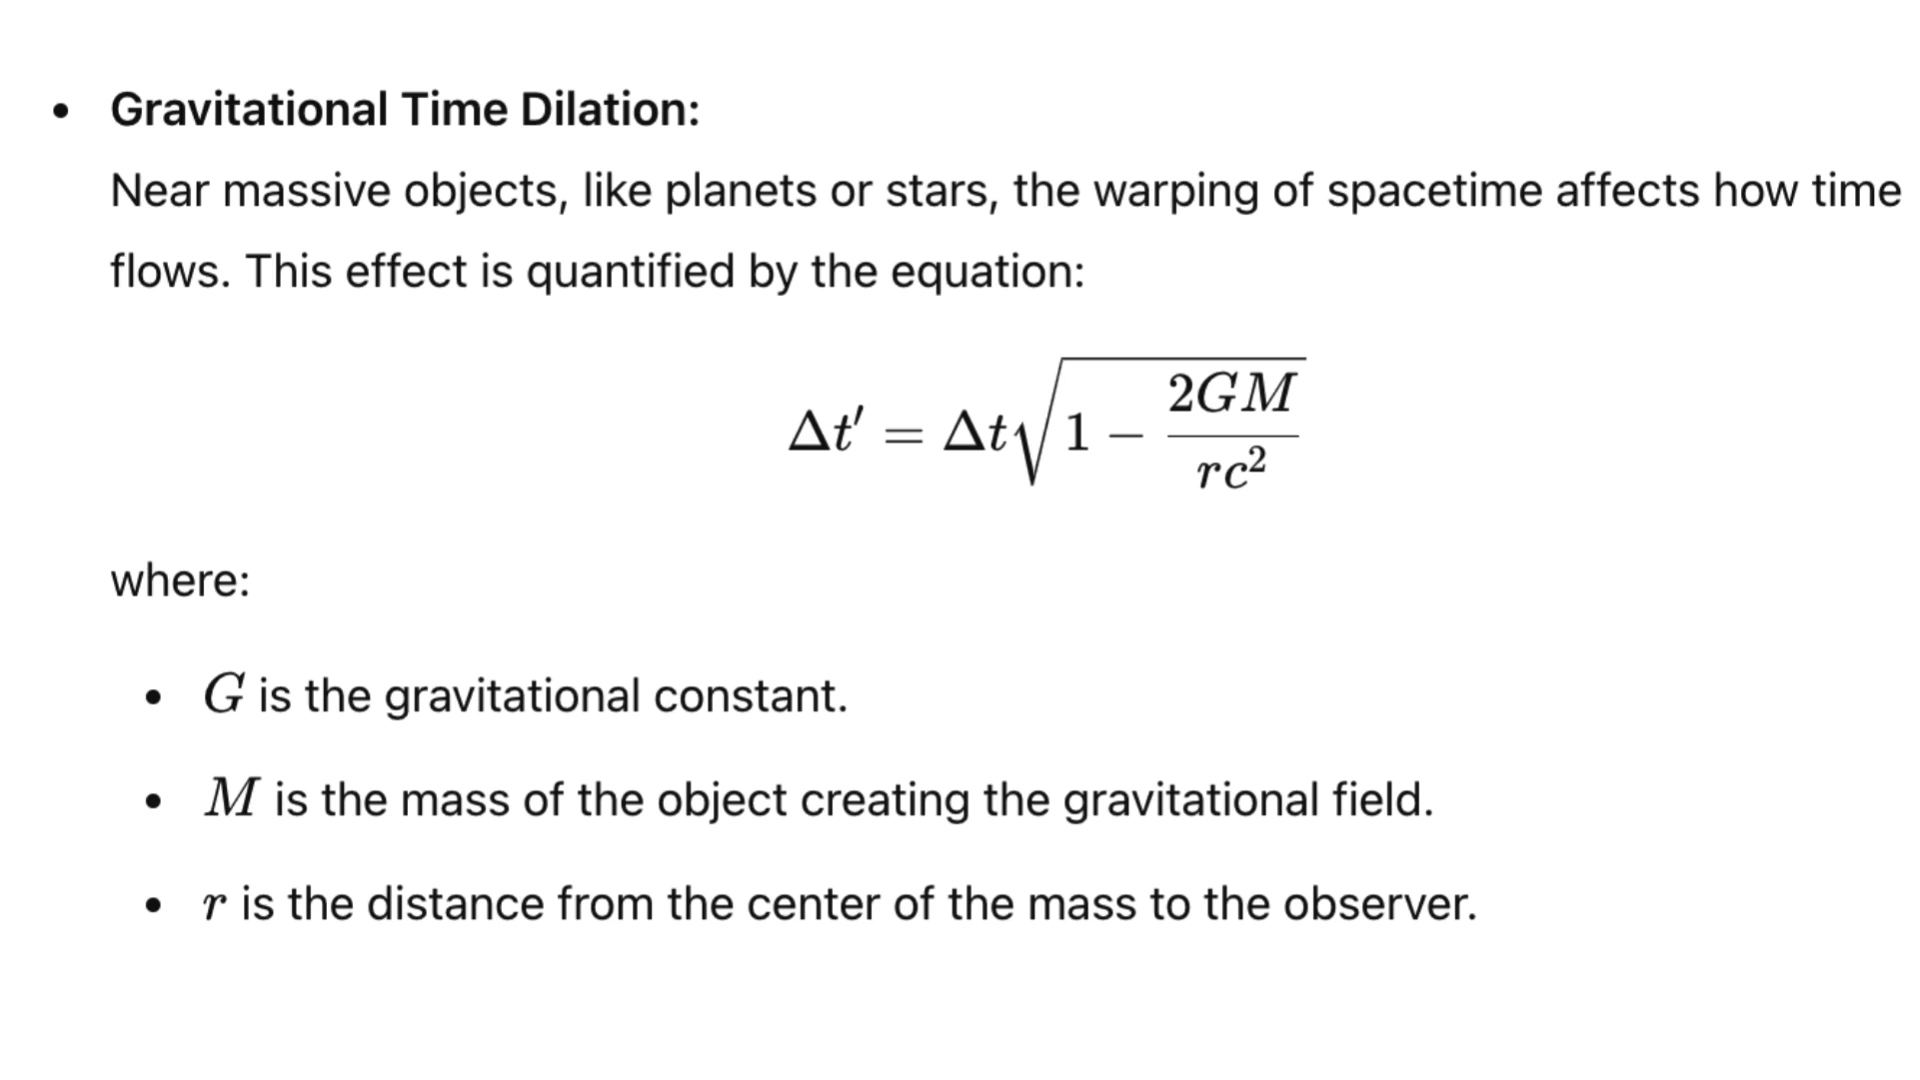 • Gravitational Time Dilation:
Near massive objects, like planets or stars, the warping of spacetime affects how time
flows. This effect is quantified by the equation:
Δt′ = Δt√(1 − 2GM/rc²)
where:
• G is the gravitational constant.
• M is the mass of the object creating the gravitational field.
• r is the distance from the center of the mass to the observer.